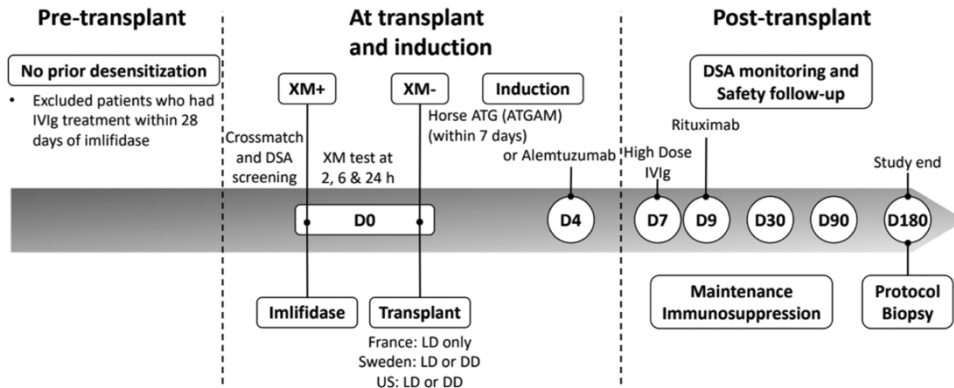 Pre-transplant
At transplant
and induction
Post-transplant
No prior desensitization
• Excluded patients who had
IVIg treatment within 28
days of imlifidase
XM+
XM-
Induction
DSA monitoring and
Safety follow-up
Crossmatch
and DSA
screening
XM test at
2, 6 & 24 h
Horse ATG (ATGAM)
(within 7 days)
or Alemtuzumab
High Dose
IVIg
Rituximab
Study end
D0
D4
D7
D9
D30
D90
D180
Imlifidase
Transplant
France: LD only
Sweden: LD or DD
US: LD or DD
Maintenance
Immunosuppression
Protocol
Biopsy